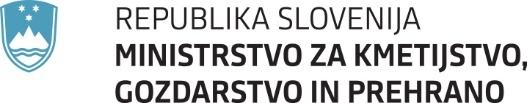 REPUBLIKA SLOVENIJA
MINISTRSTVO ZA KMETIJSTVO,
GOZDARSTVO IN PREHRANO